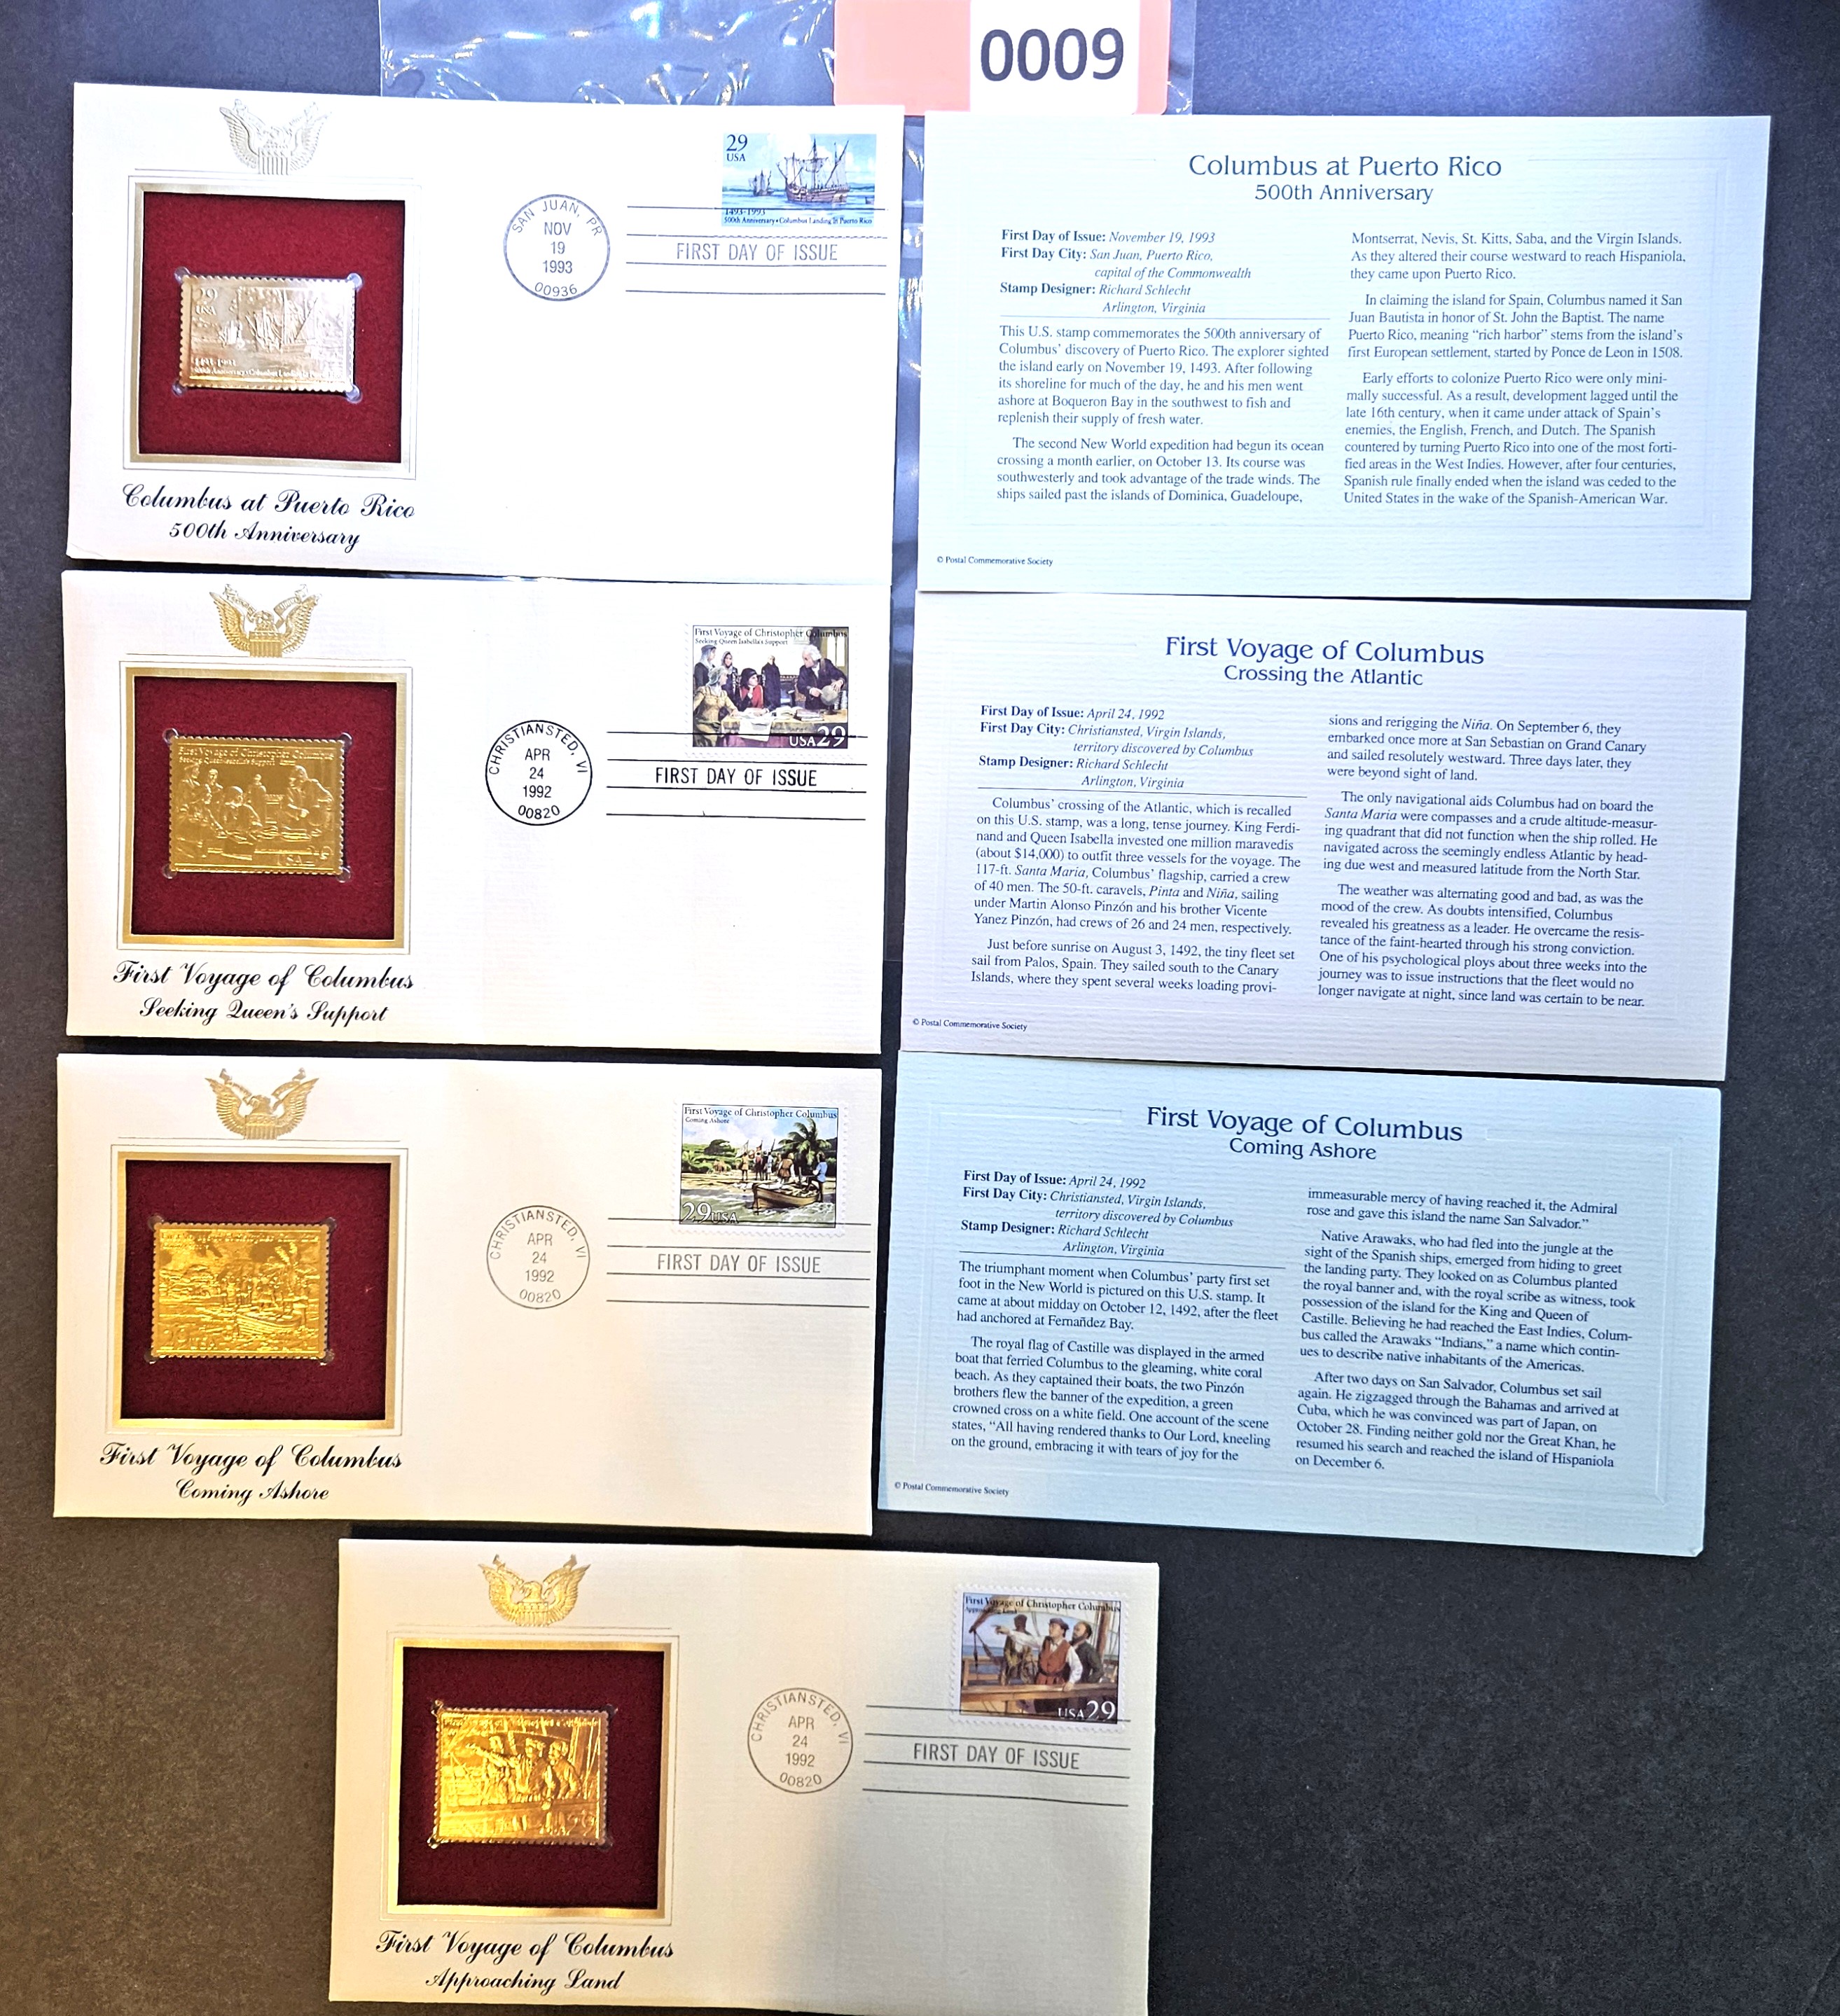 0009
29
USA
1493-1993
500th Anniversary • Columbus Landing In Puerto Rico
SAN JUAN, PR
NOV
19
1993
00936
FIRST DAY OF ISSUE
29
USA
1493-1993
Columbus at Puerto Rico
500th Anniversary
Columbus at Puerto Rico
500th Anniversary
First Day of Issue: November 19, 1993
First Day City: San Juan, Puerto Rico,
capital of the Commonwealth
Stamp Designer: Richard Schlecht
Arlington, Virginia
This U.S. stamp commemorates the 500th anniversary of
Columbus' discovery of Puerto Rico. The explorer sighted
the island early on November 19, 1493. After following
its shoreline for much of the day, he and his men went
ashore at Boqueron Bay in the southwest to fish and
replenish their supply of fresh water.
The second New World expedition had begun its ocean
crossing a month earlier, on October 13. Its course was
southwesterly and took advantage of the trade winds. The
ships sailed past the islands of Dominica, Guadeloupe,
Montserrat, Nevis, St. Kitts, Saba, and the Virgin Islands.
As they altered their course westward to reach Hispaniola,
they came upon Puerto Rico.
In claiming the island for Spain, Columbus named it San
Juan Bautista in honor of St. John the Baptist. The name
Puerto Rico, meaning "rich harbor" stems from the island's
first European settlement, started by Ponce de Leon in 1508.
Early efforts to colonize Puerto Rico were only mini-
mally successful. As a result, development lagged until the
late 16th century, when it came under attack of Spain's
enemies, the English, French, and Dutch. The Spanish
countered by turning Puerto Rico into one of the most forti-
fied areas in the West Indies. However, after four centuries,
Spanish rule finally ended when the island was ceded to the
United States in the wake of the Spanish-American War.
© Postal Commemorative Society
First Voyage of Christopher Columbus
Seeking Queen Isabella's Support
USA 29
CHRISTIANSTED, VI
APR
24
1992
00820
FIRST DAY OF ISSUE
First Voyage of Christopher Columbus
Seeking Queen Isabella's Support
USA 29
First Voyage of Columbus
Seeking Queen's Support
First Voyage of Columbus
Crossing the Atlantic
First Day of Issue: April 24, 1992
First Day City: Christiansted, Virgin Islands,
territory discovered by Columbus
Stamp Designer: Richard Schlecht
Arlington, Virginia
Columbus' crossing of the Atlantic, which is recalled
on this U.S. stamp, was a long, tense journey. King Ferdi-
nand and Queen Isabella invested one million maravedis
(about $14,000) to outfit three vessels for the voyage. The
117-ft. Santa Maria, Columbus' flagship, carried a crew
of 40 men. The 50-ft. caravels, Pinta and Niña, sailing
under Martin Alonso Pinzón and his brother Vicente
Yanez Pinzón, had crews of 26 and 24 men, respectively.
Just before sunrise on August 3, 1492, the tiny fleet set
sail from Palos, Spain. They sailed south to the Canary
Islands, where they spent several weeks loading provi-
sions and rerigging the Niña. On September 6, they
embarked once more at San Sebastian on Grand Canary
and sailed resolutely westward. Three days later, they
were beyond sight of land.
The only navigational aids Columbus had on board the
Santa Maria were compasses and a crude altitude-measur-
ing quadrant that did not function when the ship rolled. He
navigated across the seemingly endless Atlantic by head-
ing due west and measured latitude from the North Star.
The weather was alternating good and bad, as was the
mood of the crew. As doubts intensified, Columbus
revealed his greatness as a leader. He overcame the resis-
tance of the faint-hearted through his strong conviction.
One of his psychological ploys about three weeks into the
journey was to issue instructions that the fleet would no
longer navigate at night, since land was certain to be near.
© Postal Commemorative Society
First Voyage of Christopher Columbus
Coming Ashore
29 USA
CHRISTIANSTED, VI
APR
24
1992
00820
FIRST DAY OF ISSUE
29
First Voyage of Columbus
Coming Ashore
First Voyage of Columbus
Coming Ashore
First Day of Issue: April 24, 1992
First Day City: Christiansted, Virgin Islands,
territory discovered by Columbus
Stamp Designer: Richard Schlecht
Arlington, Virginia
The triumphant moment when Columbus' party first set
foot in the New World is pictured on this U.S. stamp. It
came at about midday on October 12, 1492, after the fleet
had anchored at Fernañdez Bay.
The royal flag of Castille was displayed in the armed
boat that ferried Columbus to the gleaming, white coral
beach. As they captained their boats, the two Pinzón
brothers flew the banner of the expedition, a green
crowned cross on a white field. One account of the scene
states, "All having rendered thanks to Our Lord, kneeling
on the ground, embracing it with tears of joy for the
immeasurable mercy of having reached it, the Admiral
rose and gave this island the name San Salvador."
Native Arawaks, who had fled into the jungle at the
sight of the Spanish ships, emerged from hiding to greet
the landing party. They looked on as Columbus planted
the royal banner and, with the royal scribe as witness, took
possession of the island for the King and Queen of
Castille. Believing he had reached the East Indies, Colum-
bus called the Arawaks "Indians," a name which contin-
ues to describe native inhabitants of the Americas.
After two days on San Salvador, Columbus set sail
again. He zigzagged through the Bahamas and arrived at
Cuba, which he was convinced was part of Japan, on
October 28. Finding neither gold nor the Great Khan, he
resumed his search and reached the island of Hispaniola
on December 6.
© Postal Commemorative Society
First Voyage of Christopher Columbus
Approaching Land
USA 29
CHRISTIANSTED, VI
APR
24
1992
00820
FIRST DAY OF ISSUE
29
First Voyage of Columbus
Approaching Land